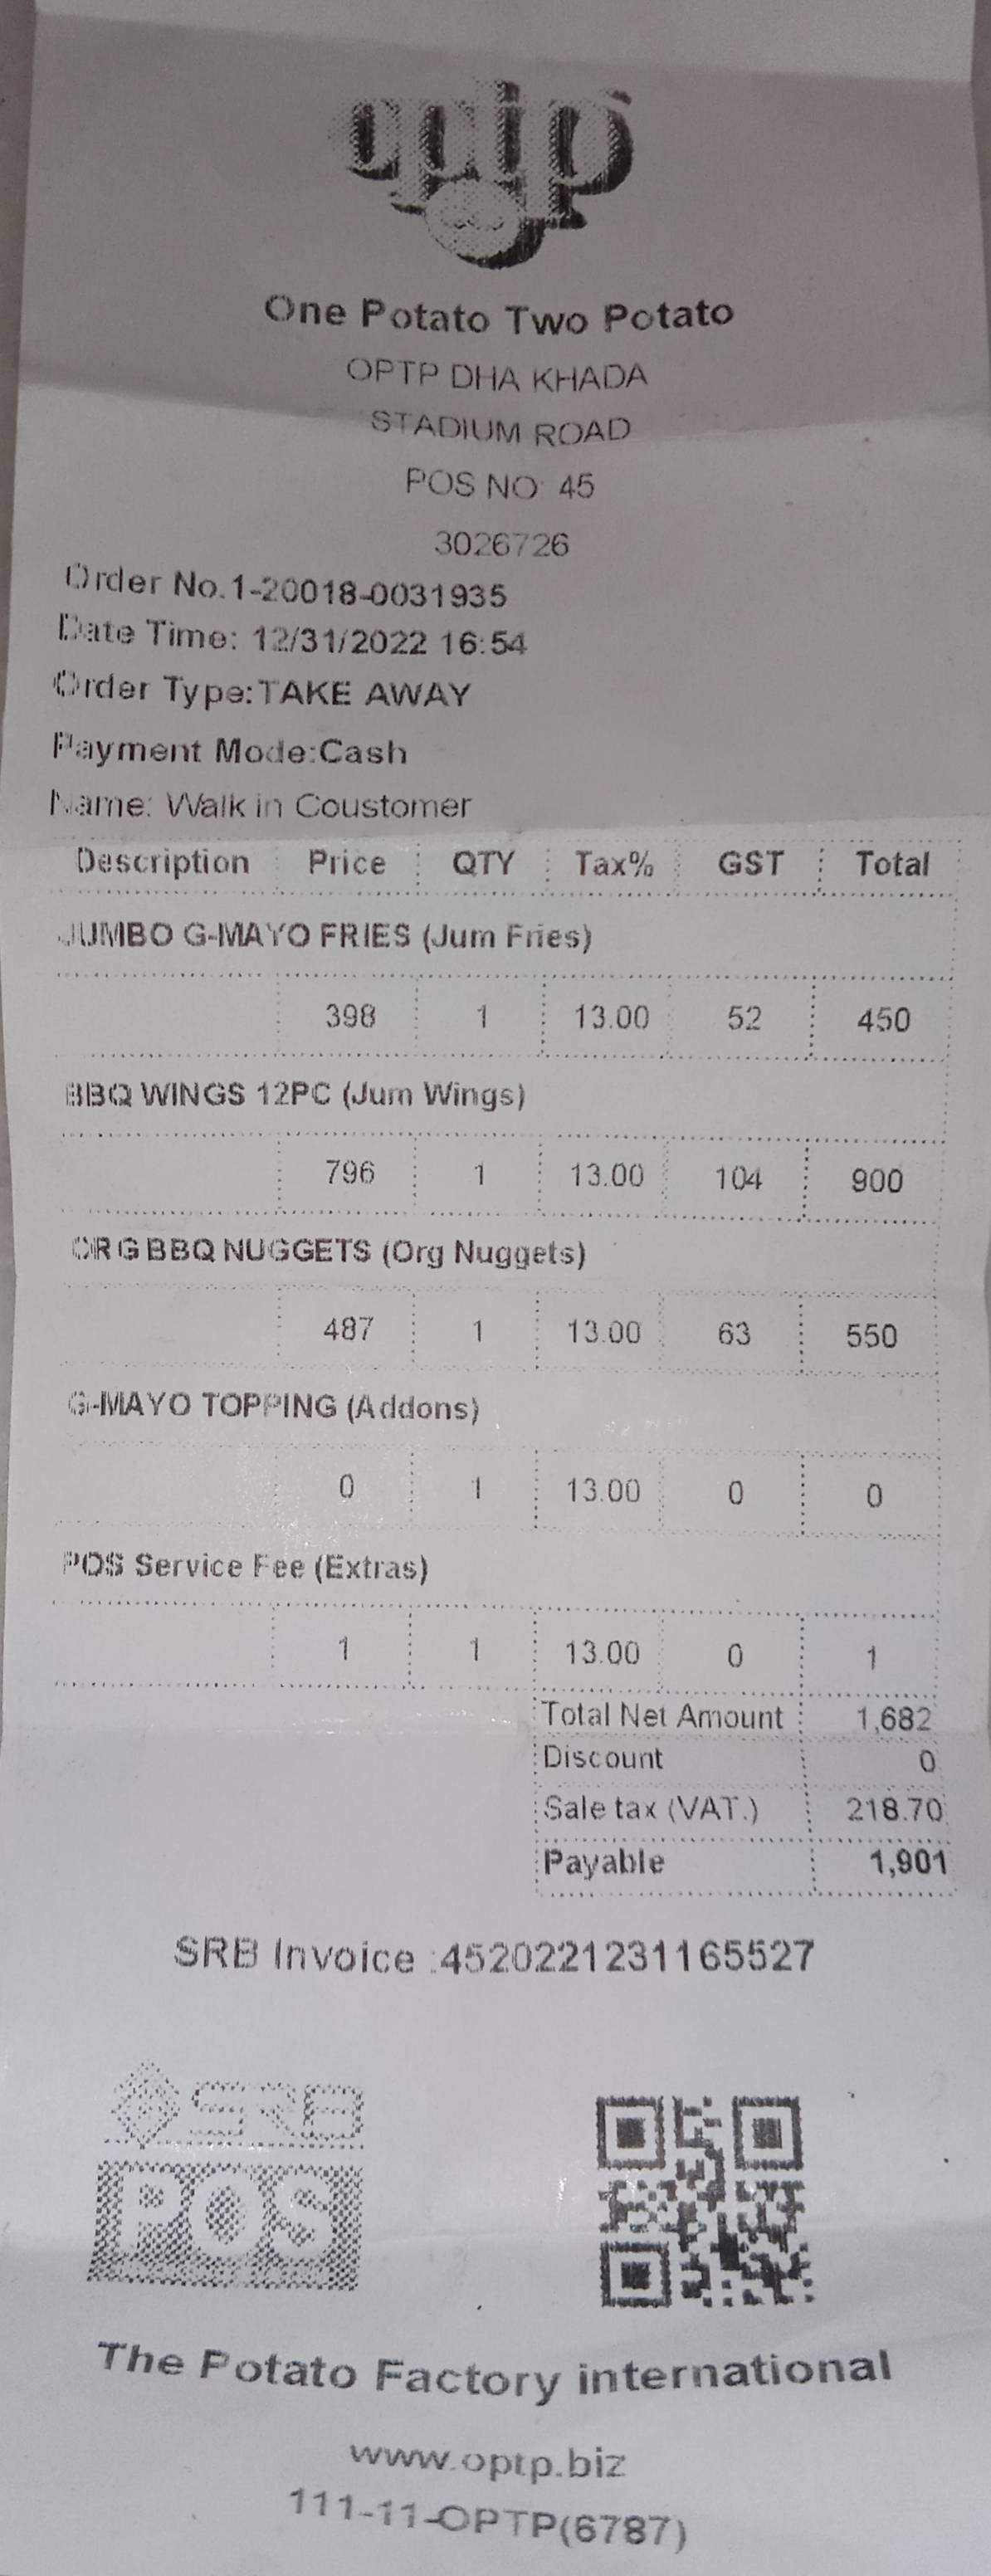 optp
One Potato Two Potato
OPTP DHA KHADA
STADIUM ROAD
POS NO: 45
3026726
Order No.1-20018-0031935
Date Time: 12/31/2022 16:54
Order Type:TAKE AWAY
Payment Mode:Cash
Name: Walk in Coustomer
Description Price QTY Tax% GST Total
JUMBO G-MAYO FRIES (Jum Fries)
398 1 13.00 52 450
BBQ WINGS 12PC (Jum Wings)
796 1 13.00 104 900
ORG BBQ NUGGETS (Org Nuggets)
487 1 13.00 63 550
G-MAYO TOPPING (Addons)
0 1 13.00 0 0
POS Service Fee (Extras)
1 1 13.00 0 1
Total Net Amount 1,682
Discount 0
Sale tax (VAT.) 218.70
Payable 1,901
SRB Invoice :4520221231165527
SRB
POS
The Potato Factory international
www.optp.biz
111-11-OPTP(6787)